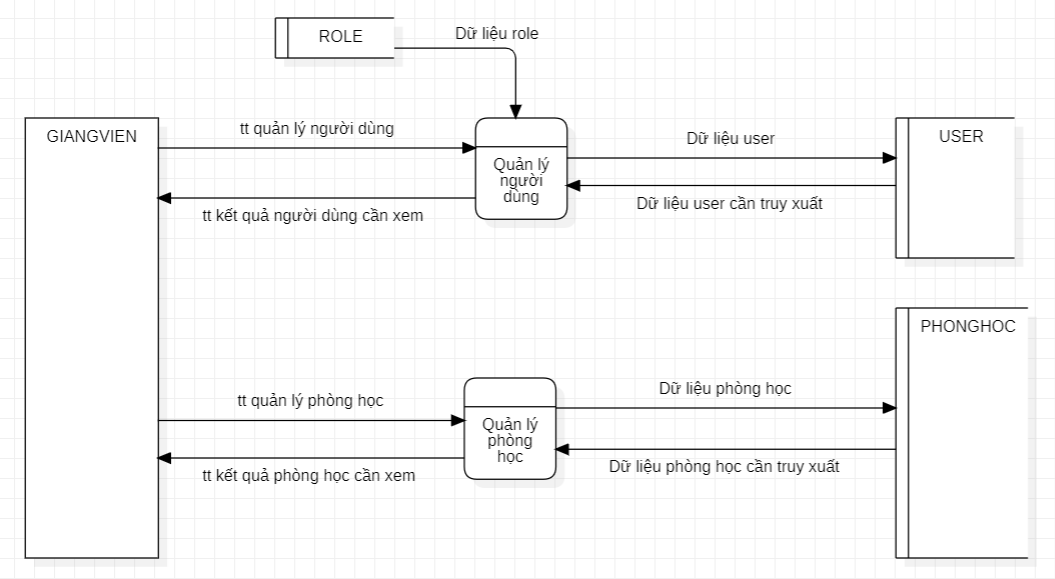 ROLE
Dữ liệu role
GIANGVIEN
tt quản lý người dùng
Quản lý
người
dùng
Dữ liệu user
USER
tt kết quả người dùng cần xem
Dữ liệu user cần truy xuất
PHONGHOC
tt quản lý phòng học
Quản lý
phòng
học
Dữ liệu phòng học
tt kết quả phòng học cần xem
Dữ liệu phòng học cần truy xuất